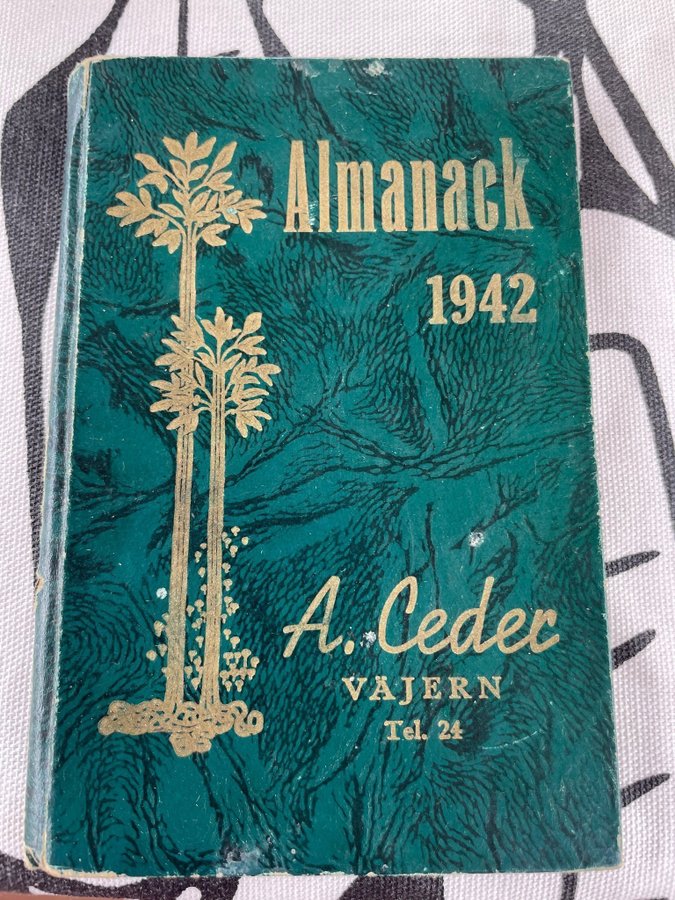 Almanack
1942
A. Ceder
VÄJERN
Tel. 24